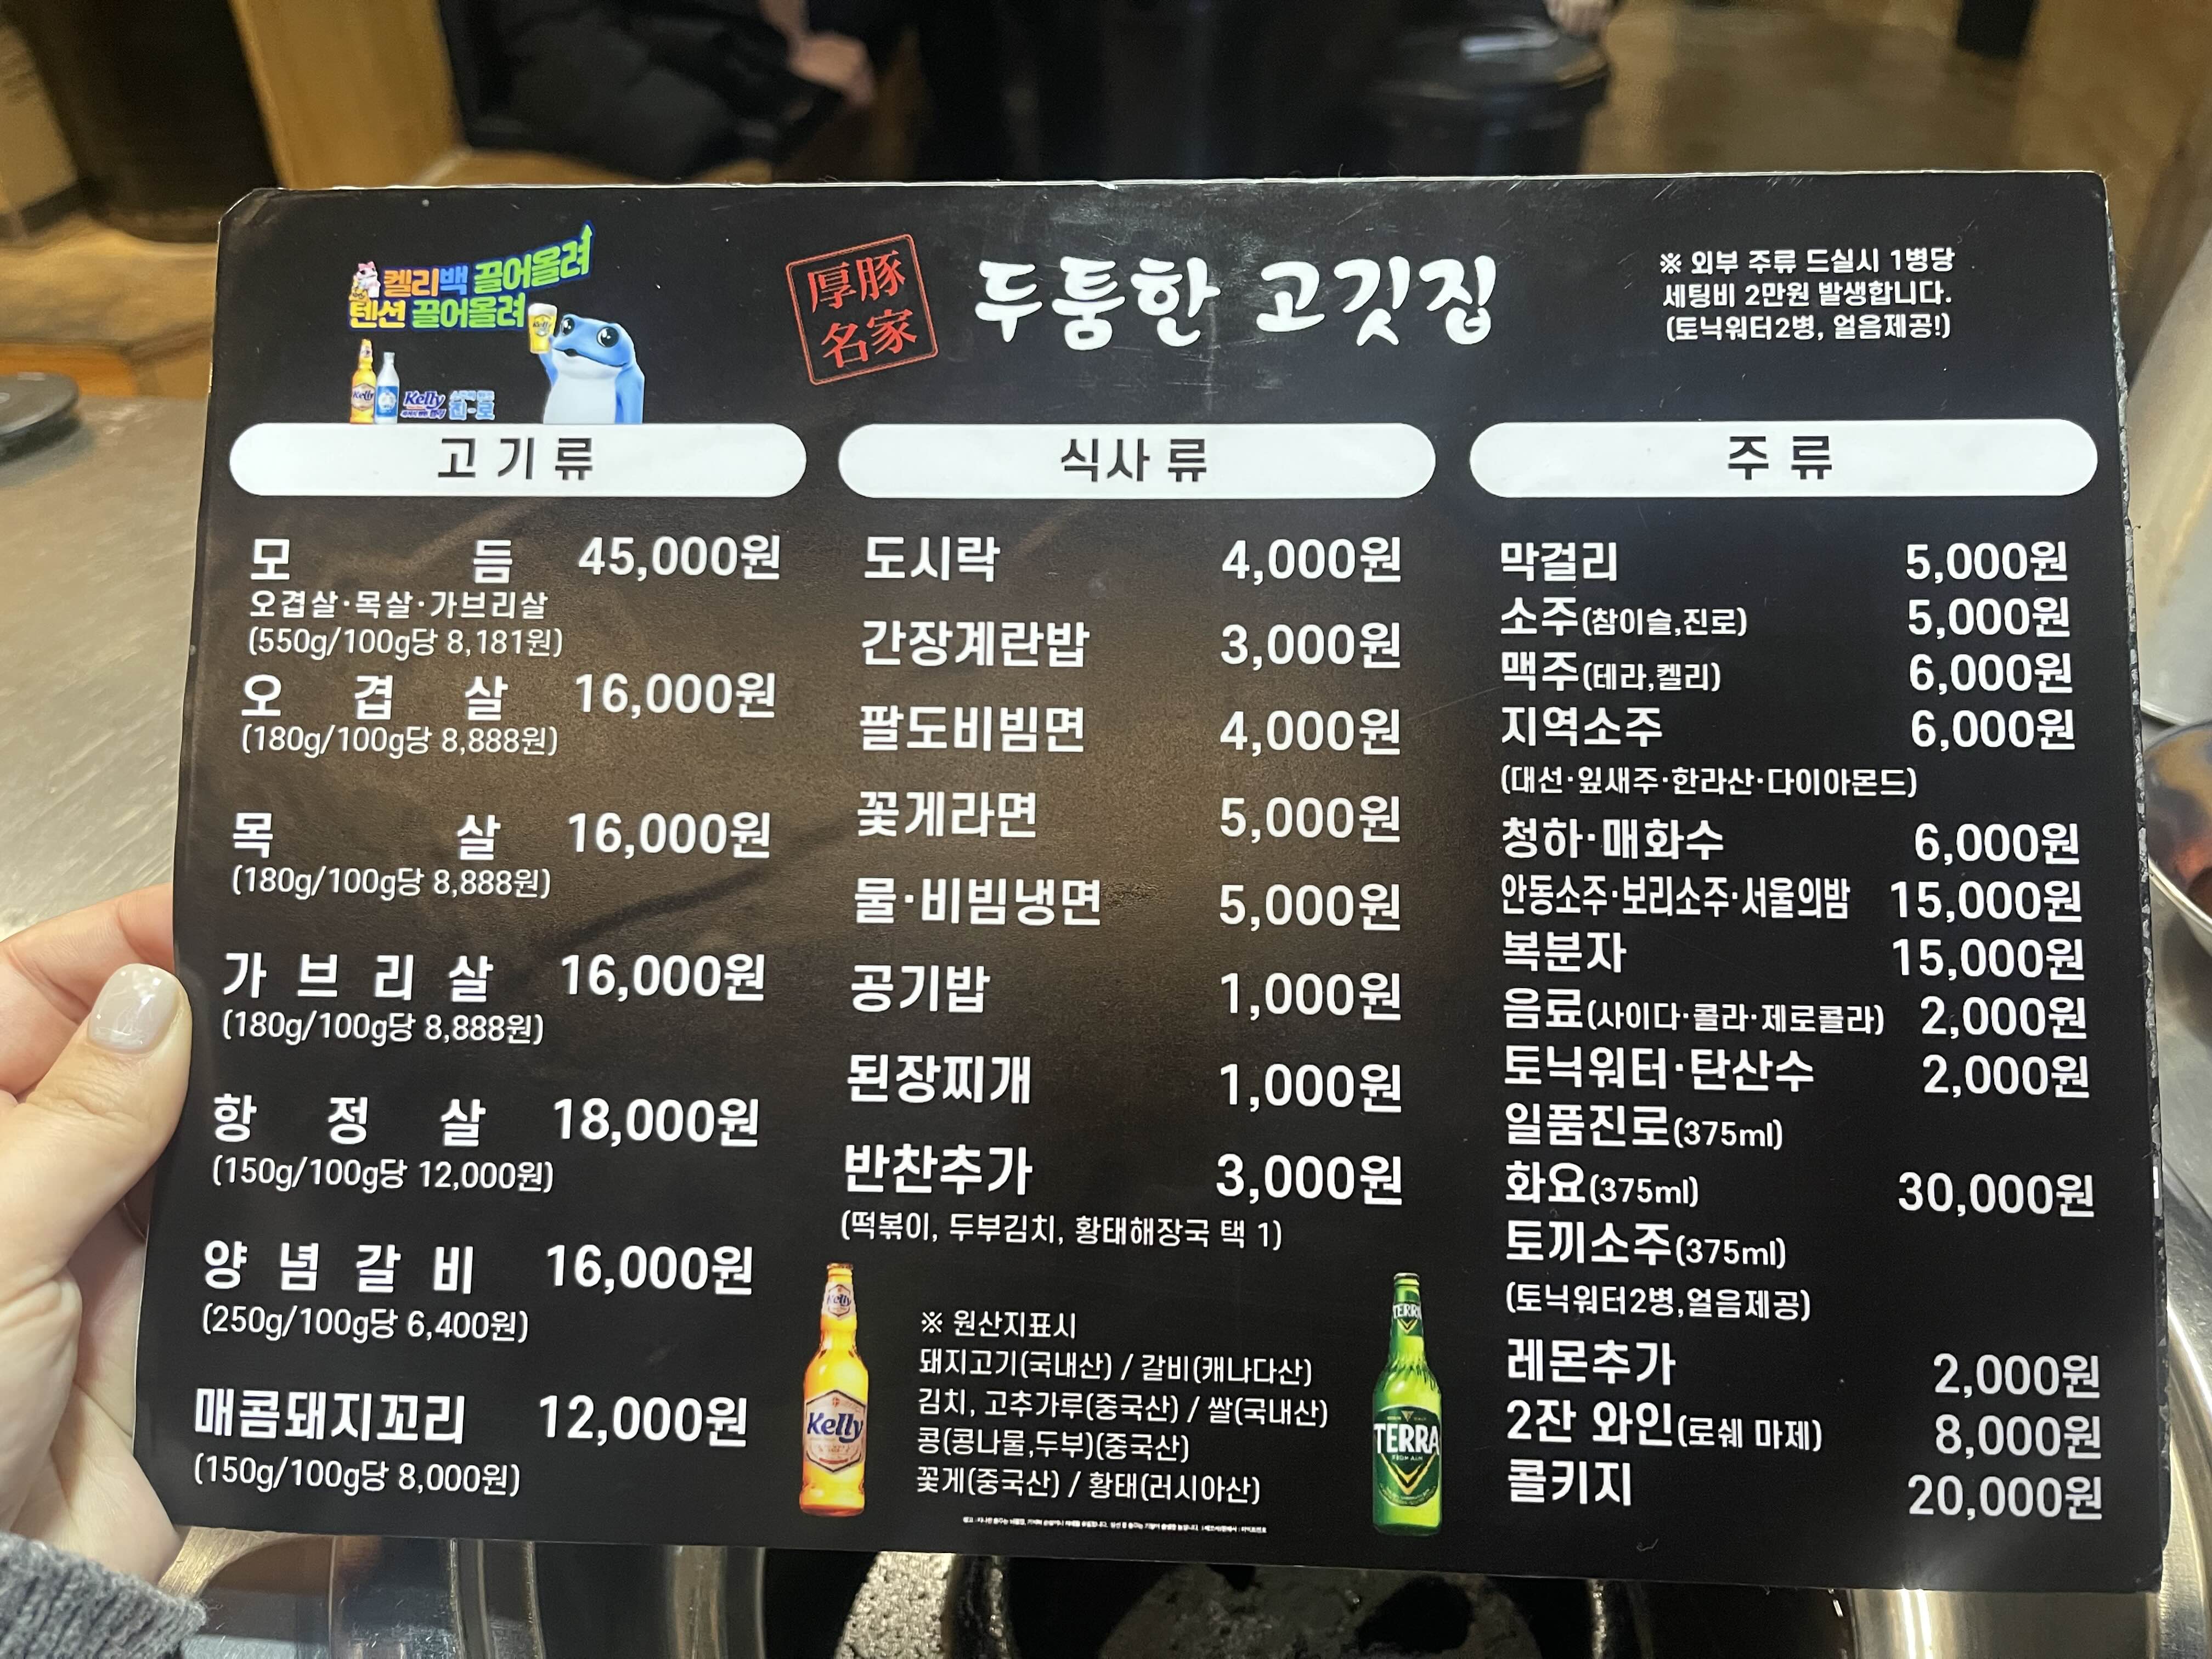 켈리백 끌어올려
텐션 끌어올려
Kelly
Kelly
Kelly
진-로
厚豚
名家
두툼한 고깃집
※ 외부 주류 드실시 1병당
세팅비 2만원 발생합니다.
(토닉워터2병, 얼음제공!)
고기류
모듬 45,000원
오겹살·목살·가브리살
(550g/100g당 8,181원)
오겹살 16,000원
(180g/100g당 8,888원)
목살 16,000원
(180g/100g당 8,888원)
가브리살 16,000원
(180g/100g당 8,888원)
항정살 18,000원
(150g/100g당 12,000원)
양념갈비 16,000원
(250g/100g당 6,400원)
매콤돼지꼬리 12,000원
(150g/100g당 8,000원)
식사류
도시락 4,000원
간장계란밥 3,000원
팔도비빔면 4,000원
꽃게라면 5,000원
물·비빔냉면 5,000원
공기밥 1,000원
된장찌개 1,000원
반찬추가 3,000원
(떡볶이, 두부김치, 황태해장국 택 1)
Kelly
Kelly
※ 원산지표시
돼지고기(국내산) / 갈비(캐나다산)
김치, 고추가루(중국산) / 쌀(국내산)
콩(콩나물,두부)(중국산)
꽃게(중국산) / 황태(러시아산)
TERRA
TERRA
주류
막걸리 5,000원
소주(참이슬,진로) 5,000원
맥주(테라,켈리) 6,000원
지역소주 6,000원
(대선·잎새주·한라산·다이아몬드)
청하·매화수 6,000원
안동소주·보리소주·서울의밤 15,000원
복분자 15,000원
음료(사이다·콜라·제로콜라) 2,000원
토닉워터·탄산수 2,000원
일품진로(375ml)
화요(375ml) 30,000원
토끼소주(375ml)
(토닉워터2병,얼음제공)
레몬추가 2,000원
2잔 와인(로쉐 마제) 8,000원
콜키지 20,000원